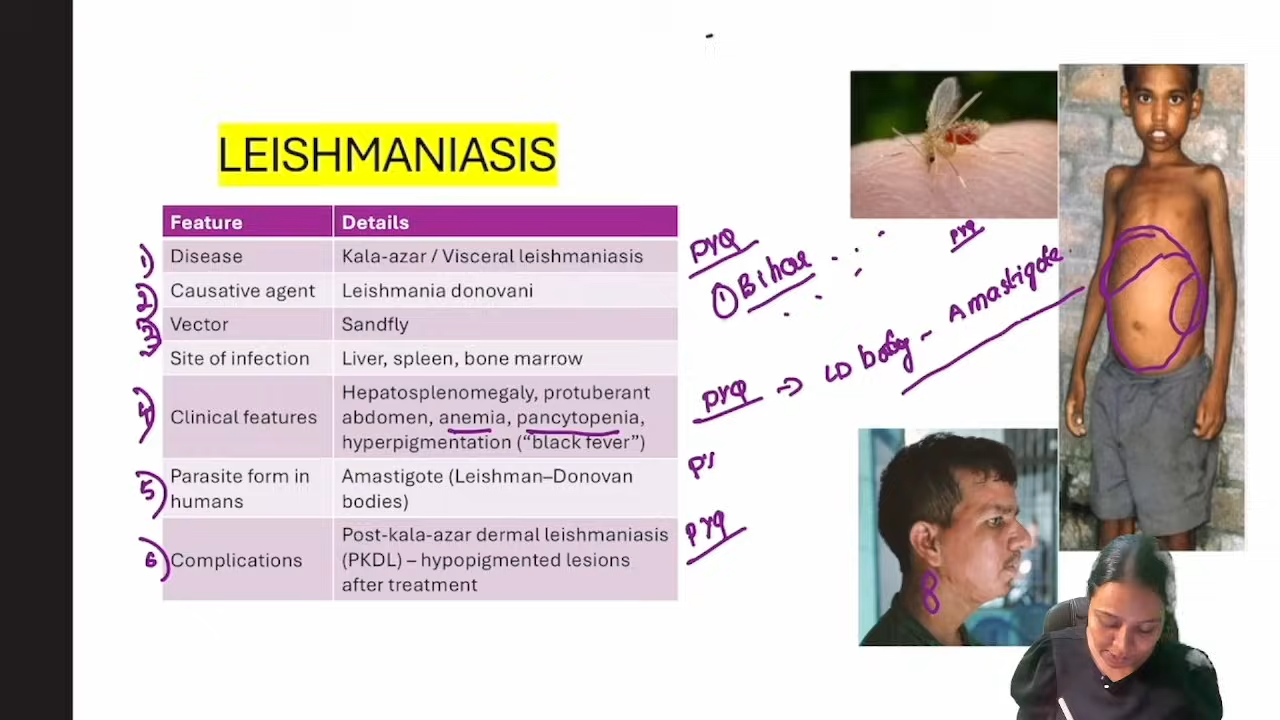 LEISHMANIASIS
Feature Details
1) Disease Kala-azar / Visceral leishmaniasis
2) Causative agent Leishmania donovani
3) Vector Sandfly
Site of infection Liver, spleen, bone marrow
4) Clinical features Hepatosplenomegaly, protuberant
abdomen, anemia, pancytopenia,
hyperpigmentation (“black fever”)
5) Parasite form in humans Amastigote (Leishman–Donovan
bodies)
6) Complications Post-kala-azar dermal leishmaniasis
(PKDL) – hypopigmented lesions
after treatment
PYQ
① Bihar
PYQ
PYQ → LD body - Amastigote
PY
PYQ